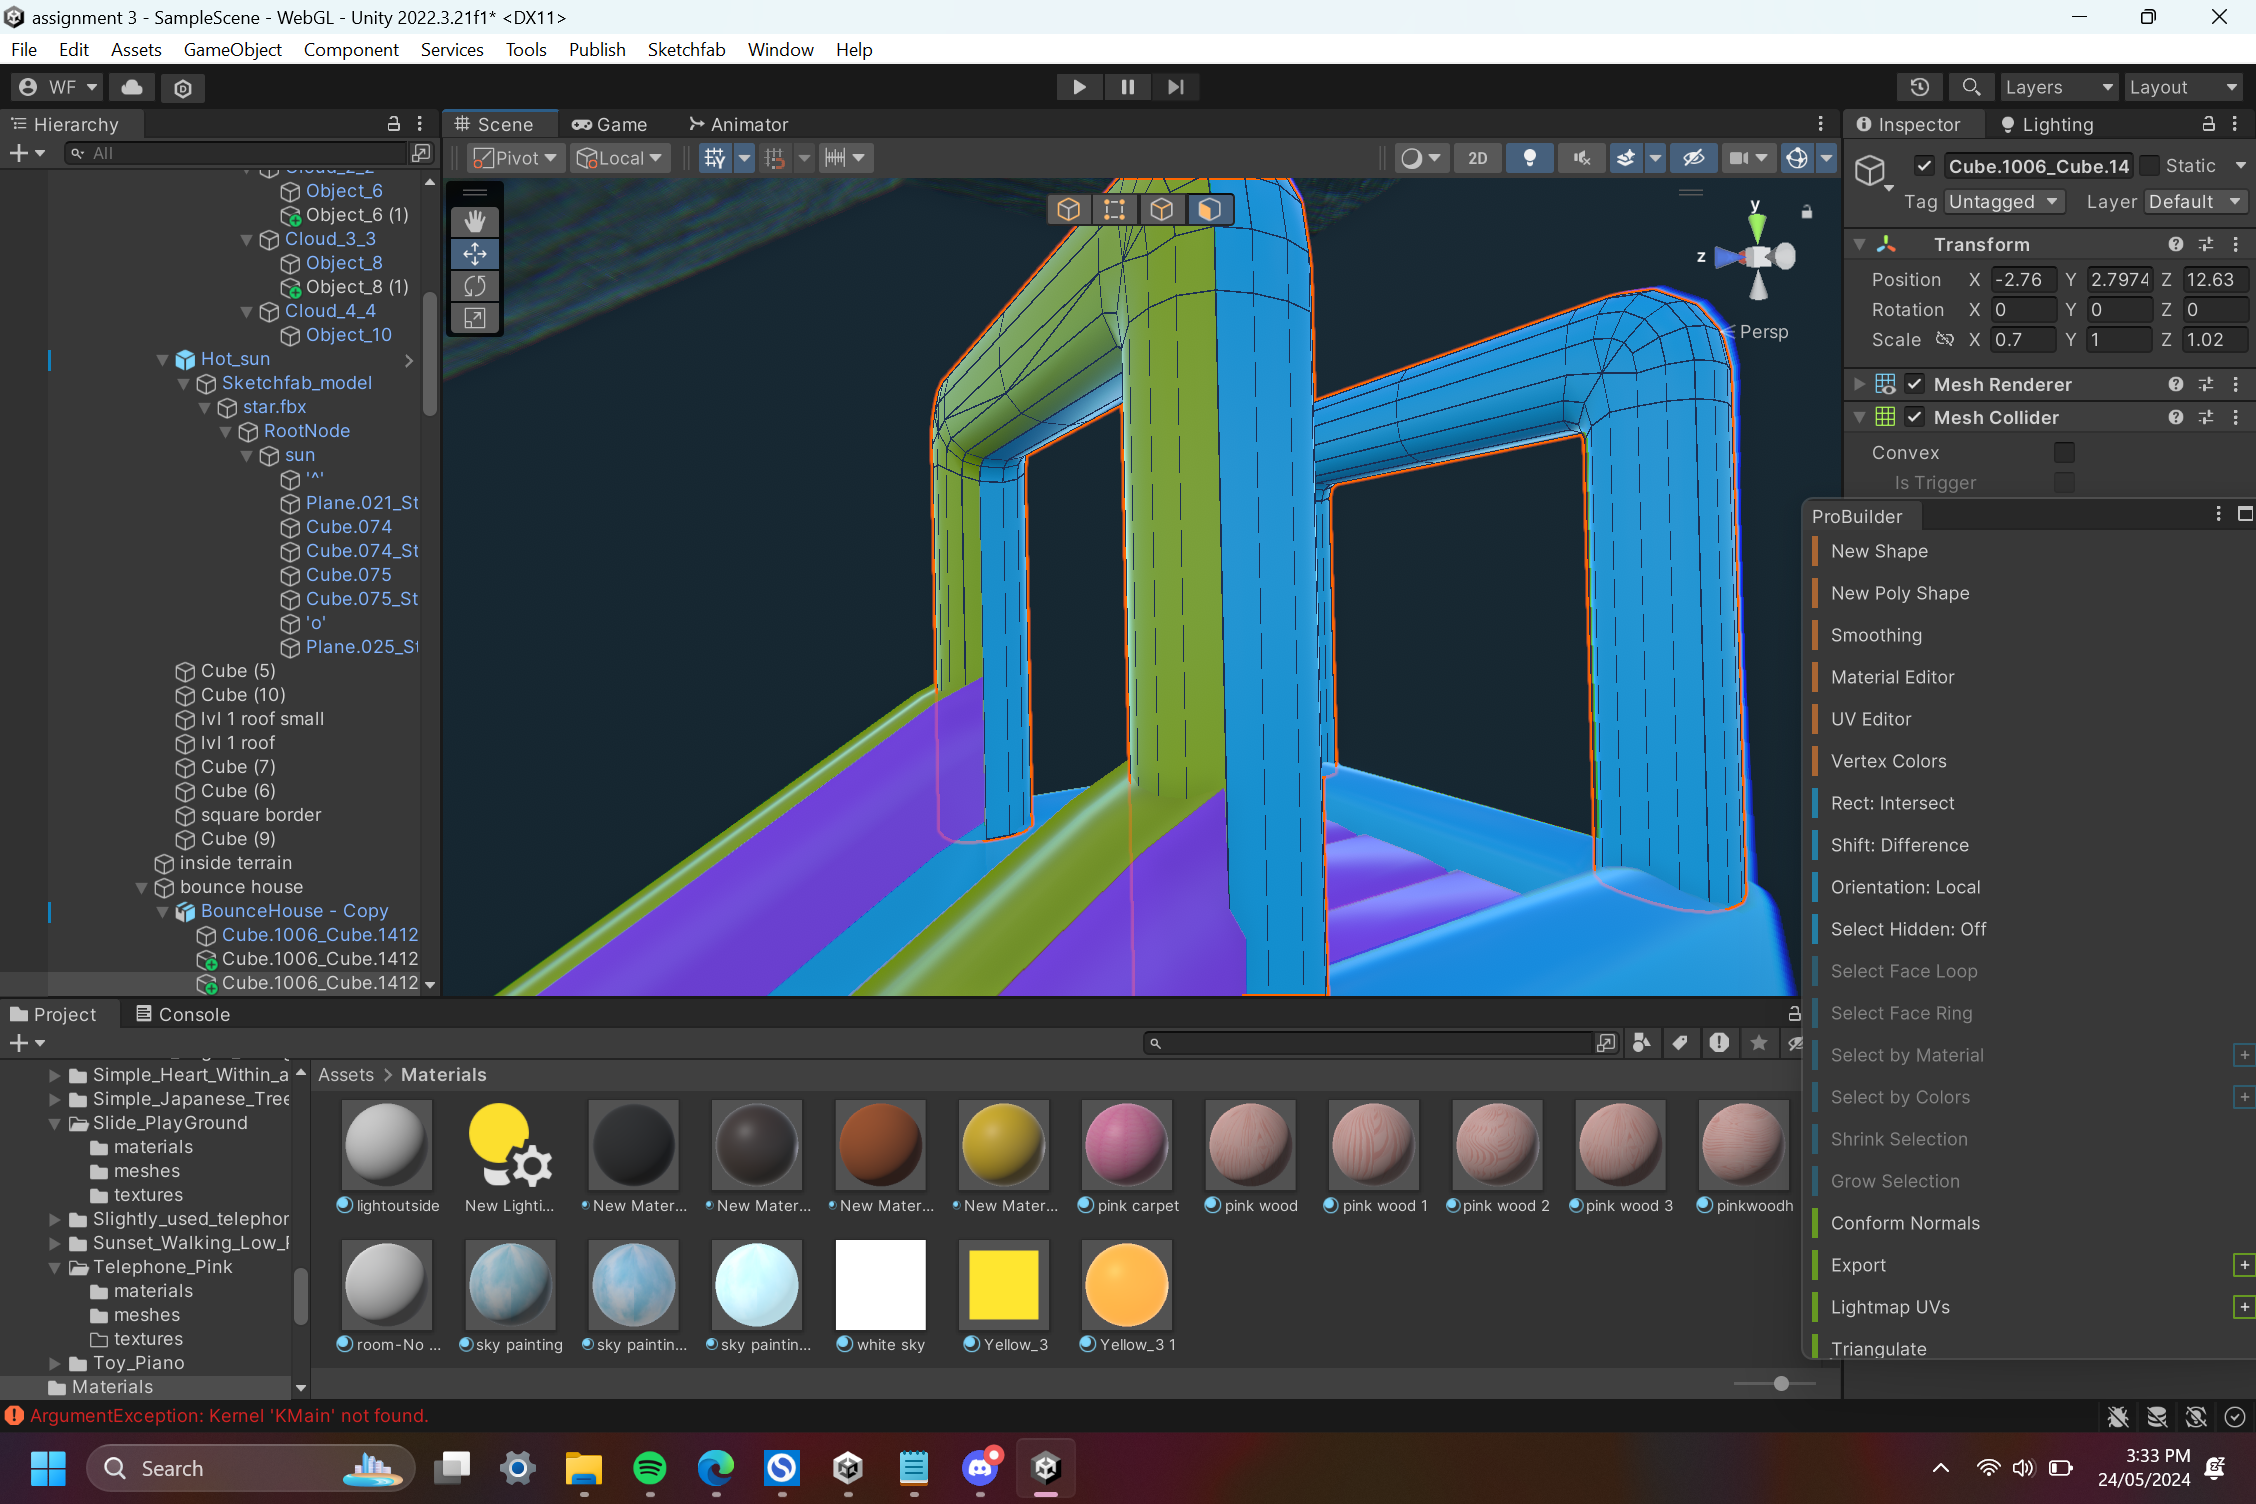 assignment 3 - SampleScene - WebGL - Unity 2022.3.21f1* <DX11>
File Edit Assets GameObject Component Services Tools Publish Sketchfab Window Help
WF
Layers
Layout
Hierarchy
All
Object_6
Object_6 (1)
Cloud_3_3
Object_8
Object_8 (1)
Cloud_4_4
Object_10
Hot_sun
Sketchfab_model
star.fbx
RootNode
sun
'^'
Plane.021_St
Cube.074
Cube.074_St
Cube.075
Cube.075_St
'o'
Plane.025_St
Cube (5)
Cube (10)
lvl 1 roof small
lvl 1 roof
Cube (7)
Cube (6)
square border
Cube (9)
inside terrain
bounce house
BounceHouse - Copy
Cube.1006_Cube.1412
Cube.1006_Cube.1412
Cube.1006_Cube.1412
Scene
Game
Animator
Pivot
Local
2D
y
z
Persp
Inspector
Lighting
Cube.1006_Cube.14
Static
Tag Untagged
Layer Default
Transform
Position X -2.76 Y 2.7974 Z 12.63
Rotation X 0 Y 0 Z 0
Scale X 0.7 Y 1 Z 1.02
Mesh Renderer
Mesh Collider
Convex
Is Trigger
ProBuilder
New Shape
New Poly Shape
Smoothing
Material Editor
UV Editor
Vertex Colors
Rect: Intersect
Shift: Difference
Orientation: Local
Select Hidden: Off
Select Face Loop
Select Face Ring
Select by Material
Select by Colors
Shrink Selection
Grow Selection
Conform Normals
Export
Lightmap UVs
Triangulate
Project
Console
Simple_Heart_Within_a
Simple_Japanese_Tree
Slide_PlayGround
materials
meshes
textures
Slightly_used_telephor
Sunset_Walking_Low_F
Telephone_Pink
materials
meshes
textures
Toy_Piano
Materials
Assets > Materials
lightoutside
New Lighti...
New Mater...
New Mater...
New Mater...
New Mater...
pink carpet
pink wood
pink wood 1
pink wood 2
pink wood 3
pinkwoodh
room-No ...
sky painting
sky paintin...
sky paintin...
white sky
Yellow_3
Yellow_3 1
ArgumentException: Kernel 'KMain' not found.
Search
3:33 PM
24/05/2024